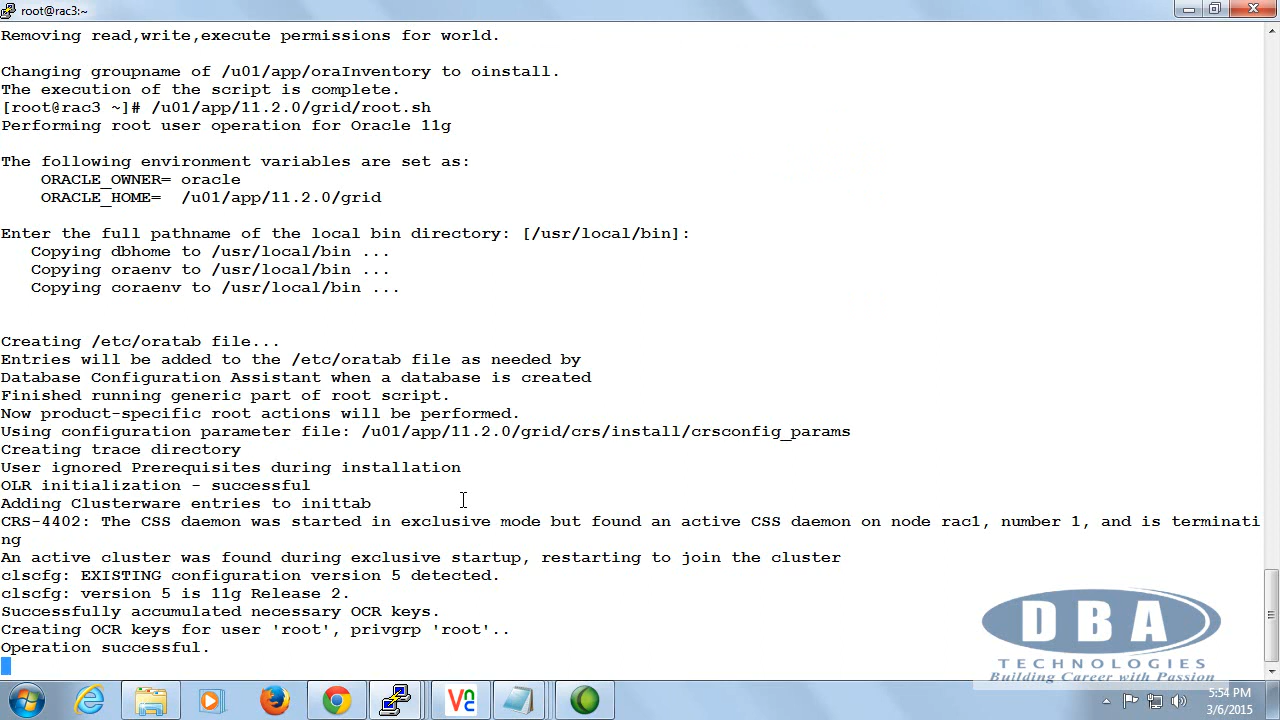 root@rac3:~
Removing read,write,execute permissions for world.
Changing groupname of /u01/app/oraInventory to oinstall.
The execution of the script is complete.
[root@rac3 ~]# /u01/app/11.2.0/grid/root.sh
Performing root user operation for Oracle 11g
The following environment variables are set as:
ORACLE_OWNER= oracle
ORACLE_HOME=  /u01/app/11.2.0/grid
Enter the full pathname of the local bin directory: [/usr/local/bin]:
Copying dbhome to /usr/local/bin ...
Copying oraenv to /usr/local/bin ...
Copying coraenv to /usr/local/bin ...
Creating /etc/oratab file...
Entries will be added to the /etc/oratab file as needed by
Database Configuration Assistant when a database is created
Finished running generic part of root script.
Now product-specific root actions will be performed.
Using configuration parameter file: /u01/app/11.2.0/grid/crs/install/crsconfig_params
Creating trace directory
User ignored Prerequisites during installation
OLR initialization - successful
Adding Clusterware entries to inittab
CRS-4402: The CSS daemon was started in exclusive mode but found an active CSS daemon on node rac1, number 1, and is terminati
ng
An active cluster was found during exclusive startup, restarting to join the cluster
clscfg: EXISTING configuration version 5 detected.
clscfg: version 5 is 11g Release 2.
Successfully accumulated necessary OCR keys.
Creating OCR keys for user 'root', privgrp 'root'..
Operation successful.
DBA
TECHNOLOGIES
Building Career with Passion
5:54 PM
3/6/2015